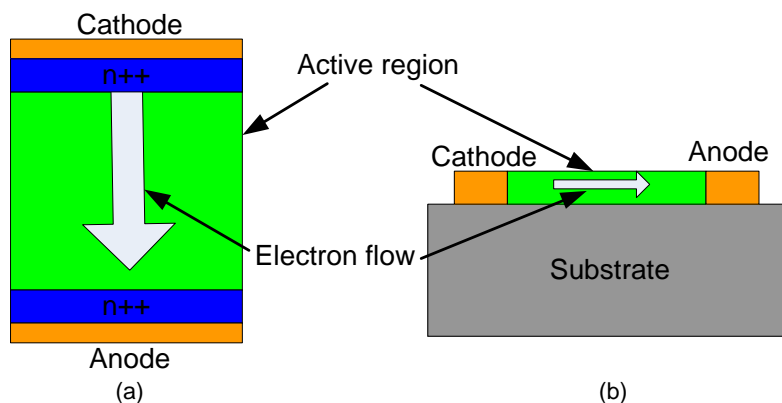 Cathode
n++
Active region
Cathode
Anode
Electron flow
Substrate
n++
Anode
(a)
(b)